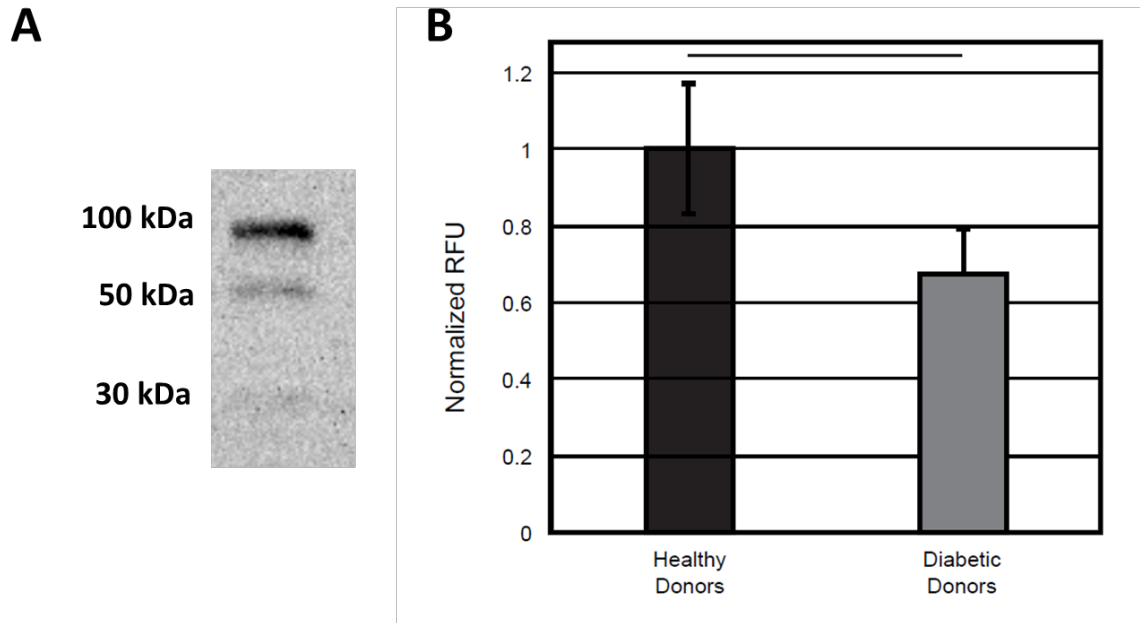 A
100 kDa
50 kDa
30 kDa
B
Normalized RFU
1.2
1
0.8
0.6
0.4
0.2
0
Healthy
Donors
Diabetic
Donors